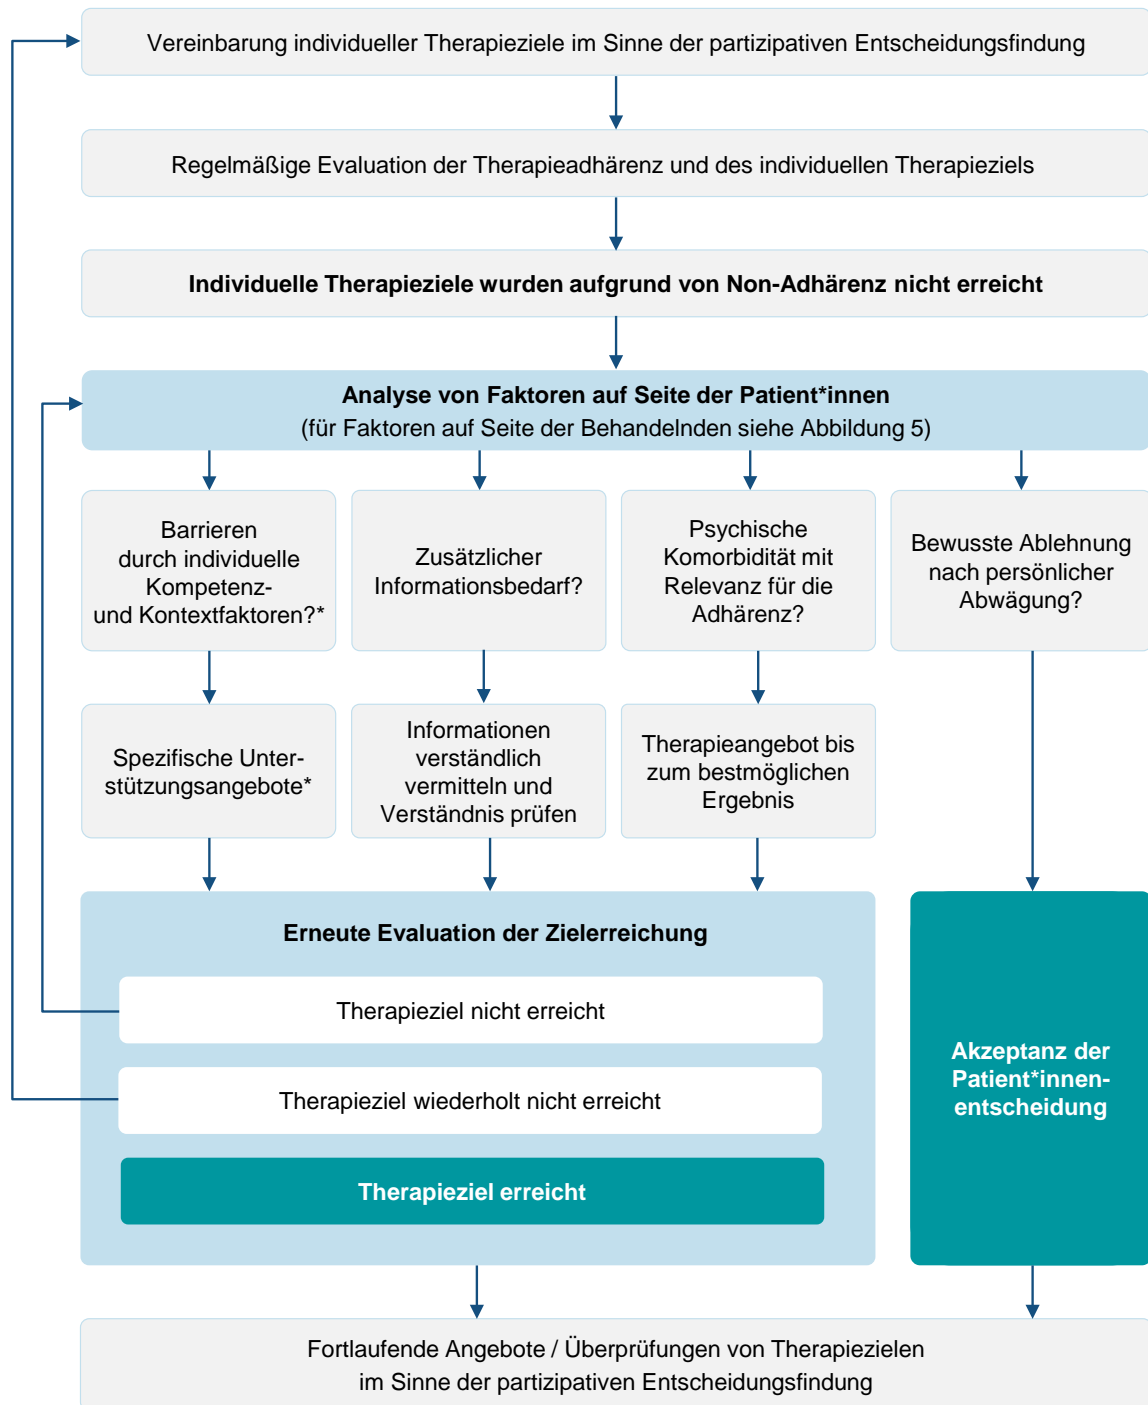 Vereinbarung individueller Therapieziele im Sinne der partizipativen Entscheidungsfindung
Regelmäßige Evaluation der Therapieadhärenz und des individuellen Therapieziels
Individuelle Therapieziele wurden aufgrund von Non-Adhärenz nicht erreicht
Analyse von Faktoren auf Seite der Patient*innen
(für Faktoren auf Seite der Behandelnden siehe Abbildung 5)
Barrieren
durch individuelle
Kompetenz-
und Kontextfaktoren?*
Zusätzlicher
Informationsbedarf?
Psychische
Komorbidität mit
Relevanz für die
Adhärenz?
Bewusste Ablehnung
nach persönlicher
Abwägung?
Spezifische Unter-
stützungsangebote*
Informationen
verständlich
vermitteln und
Verständnis prüfen
Therapieangebot bis
zum bestmöglichen
Ergebnis
Erneute Evaluation der Zielerreichung
Therapieziel nicht erreicht
Therapieziel wiederholt nicht erreicht
Therapieziel erreicht
Akzeptanz der
Patient*innen-
entscheidung
Fortlaufende Angebote / Überprüfungen von Therapiezielen
im Sinne der partizipativen Entscheidungsfindung